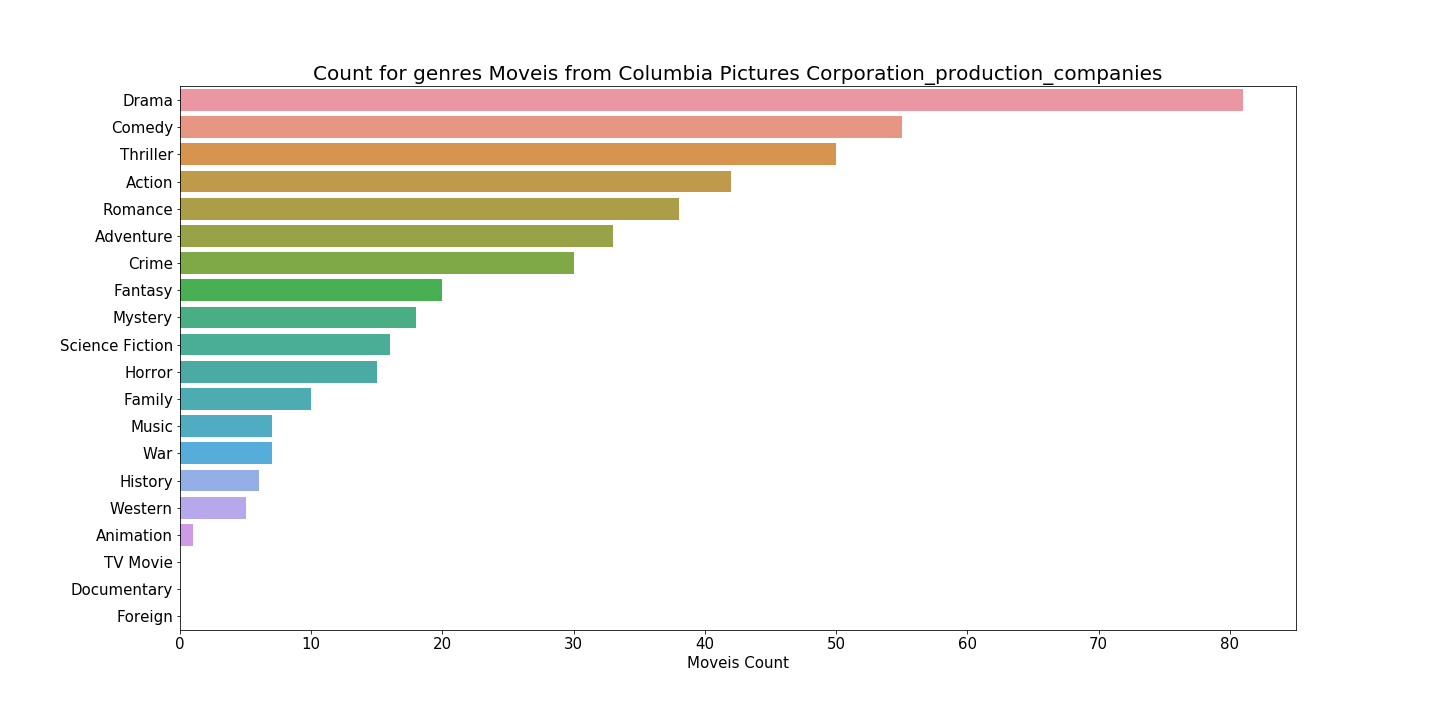 Count for genres Moveis from Columbia Pictures Corporation_production_companies
Drama
Comedy
Thriller
Action
Romance
Adventure
Crime
Fantasy
Mystery
Science Fiction
Horror
Family
Music
War
History
Western
Animation
TV Movie
Documentary
Foreign
0 10 20 30 40 50 60 70 80
Moveis Count